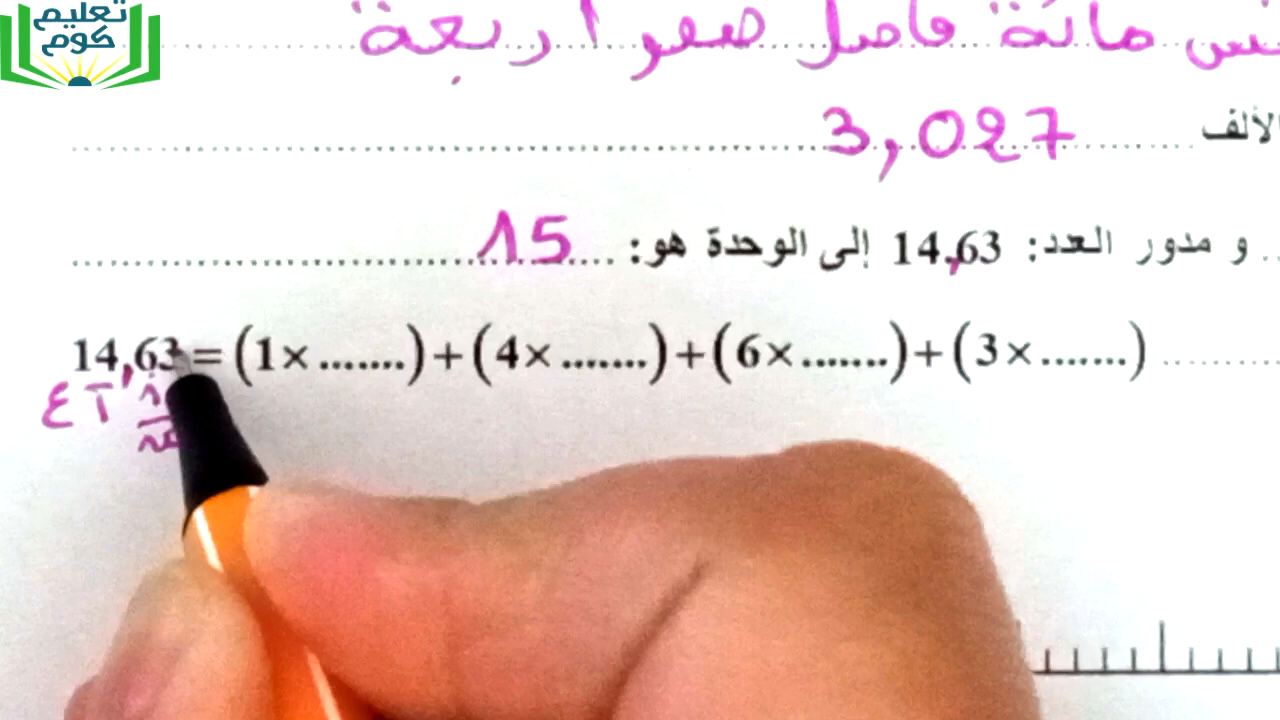 تعليم
كوم
مائة فاصل صفر أربعة
الألف 3,027
و مدور العدد: 14,63 إلى الوحدة هو: 15
14,63 = (1× .......) + (4× .......) + (6× .......) + (3× .......)